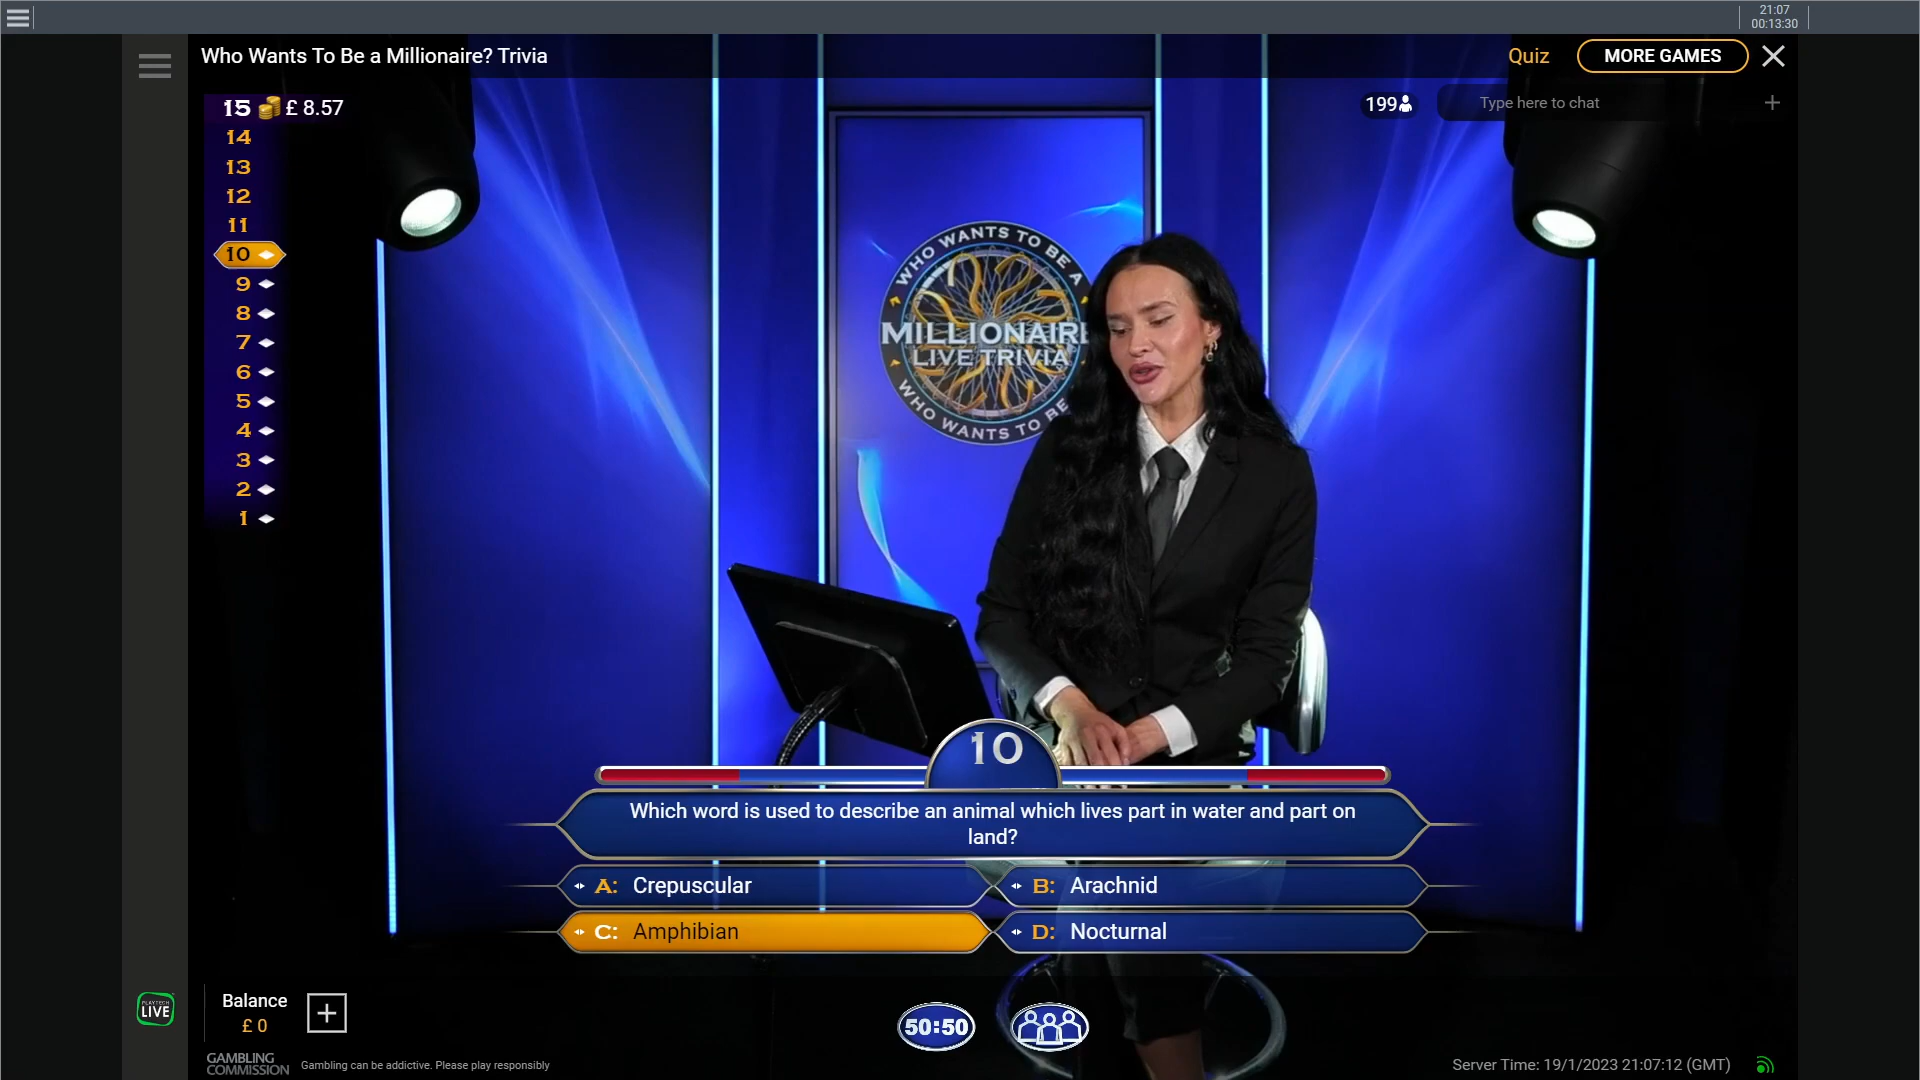 21:07
00:13:30
Who Wants To Be a Millionaire? Trivia
Quiz
MORE GAMES
15 £ 8.57
199
Type here to chat
14
13
12
11
10
9
8
7
6
5
4
3
2
1
WHO WANTS TO BE A
MILLIONAIRE
LIVE TRIVIA
WHO WANTS TO BE
10
Which word is used to describe an animal which lives part in water and part on
land?
A: Crepuscular
B: Arachnid
C: Amphibian
D: Nocturnal
PLAYTECH
LIVE
Balance
£ 0
50:50
GAMBLING
COMMISSION
Gambling can be addictive. Please play responsibly
Server Time: 19/1/2023 21:07:12 (GMT)